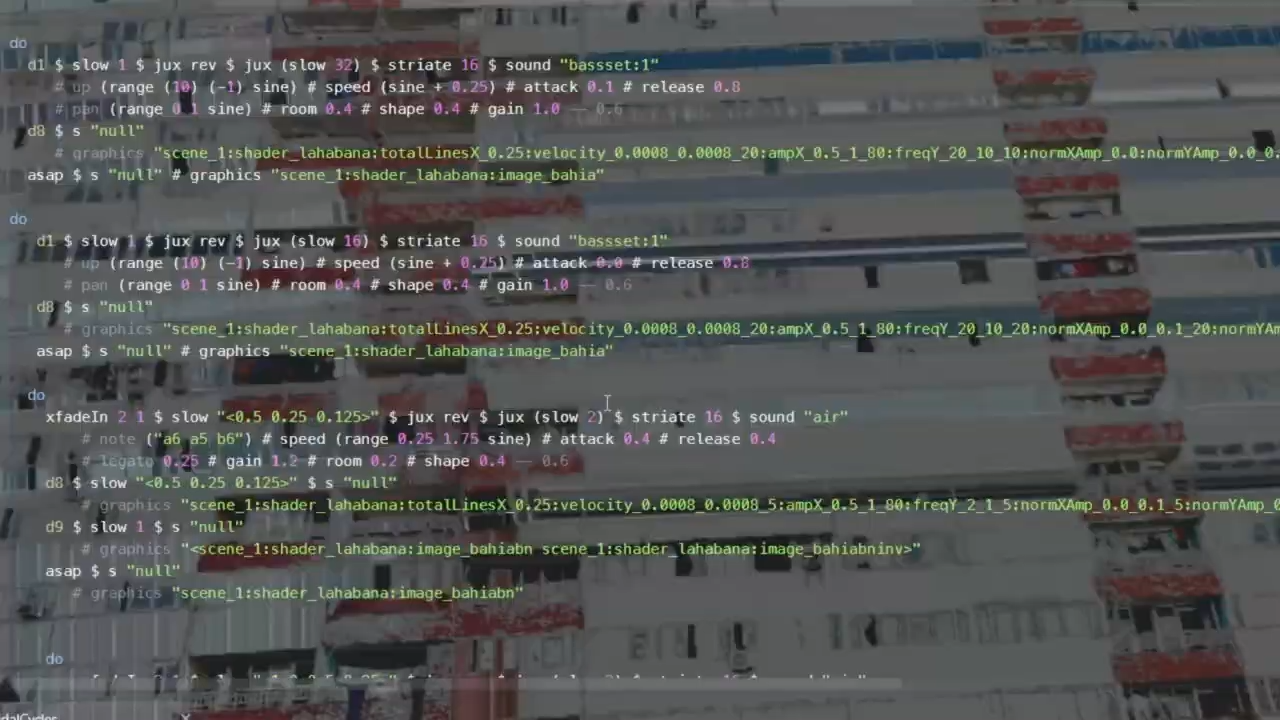 do
d1 $ slow 1 $ jux rev $ jux (slow 32) $ striate 16 $ sound "bassset:1"
# up (range (10) (-1) sine) # speed (sine + 0.25) # attack 0.1 # release 0.8
# pan (range 0 1 sine) # room 0.4 # shape 0.4 # gain 1.0 -- 0.6
d8 $ s "null"
# graphics "scene_1:shader_lahabana:totalLinesX_0.25:velocity_0.0008_0.0008_20:ampX_0.5_1_80:freqY_20_10_10:normXAmp_0.0:normYAmp_0.0_0.
asap $ s "null" # graphics "scene_1:shader_lahabana:image_bahia"
do
d1 $ slow 1 $ jux rev $ jux (slow 16) $ striate 16 $ sound "bassset:1"
# up (range (10) (-1) sine) # speed (sine + 0.25) # attack 0.0 # release 0.8
# pan (range 0 1 sine) # room 0.4 # shape 0.4 # gain 1.0 -- 0.6
d8 $ s "null"
# graphics "scene_1:shader_lahabana:totalLinesX_0.25:velocity_0.0008_0.0008_20:ampX_0.5_1_80:freqY_20_10_20:normXAmp_0.0_0.1_20:normYAm
asap $ s "null" # graphics "scene_1:shader_lahabana:image_bahia"
do
xfadeIn 2 1 $ slow "<0.5 0.25 0.125>" $ jux rev $ jux (slow 2) $ striate 16 $ sound "air"
# note ("a6 a5 b6") # speed (range 0.25 1.75 sine) # attack 0.4 # release 0.4
# legato 0.25 # gain 1.2 # room 0.2 # shape 0.4 -- 0.6
d8 $ slow "<0.5 0.25 0.125>" $ s "null"
# graphics "scene_1:shader_lahabana:totalLinesX_0.25:velocity_0.0008_0.0008_5:ampX_0.5_1_80:freqY_2_1_5:normXAmp_0.0_0.1_5:normYAmp_0
d9 $ slow 1 $ s "null"
# graphics "<scene_1:shader_lahabana:image_bahiabn scene_1:shader_lahabana:image_bahiabninv>"
asap $ s "null"
# graphics "scene_1:shader_lahabana:image_bahiabn"
do